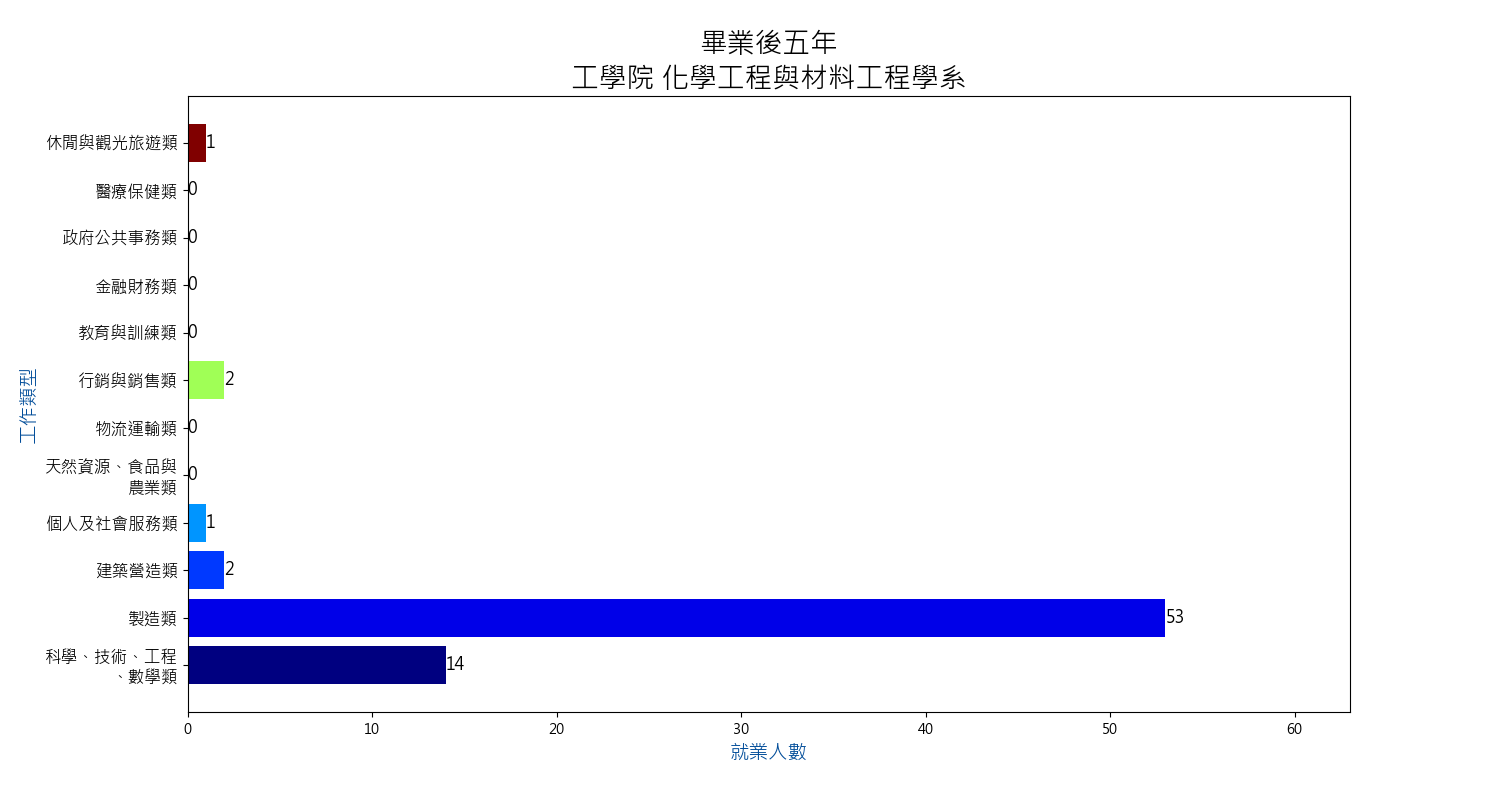 畢業後五年
工學院 化學工程與材料工程學系
工作類型
休閒與觀光旅遊類 1
醫療保健類 0
政府公共事務類 0
金融財務類 0
教育與訓練類 0
行銷與銷售類 2
物流運輸類 0
天然資源、食品與
農業類 0
個人及社會服務類 1
建築營造類 2
製造類 53
科學、技術、工程
、數學類 14
0 10 20 30 40 50 60
就業人數